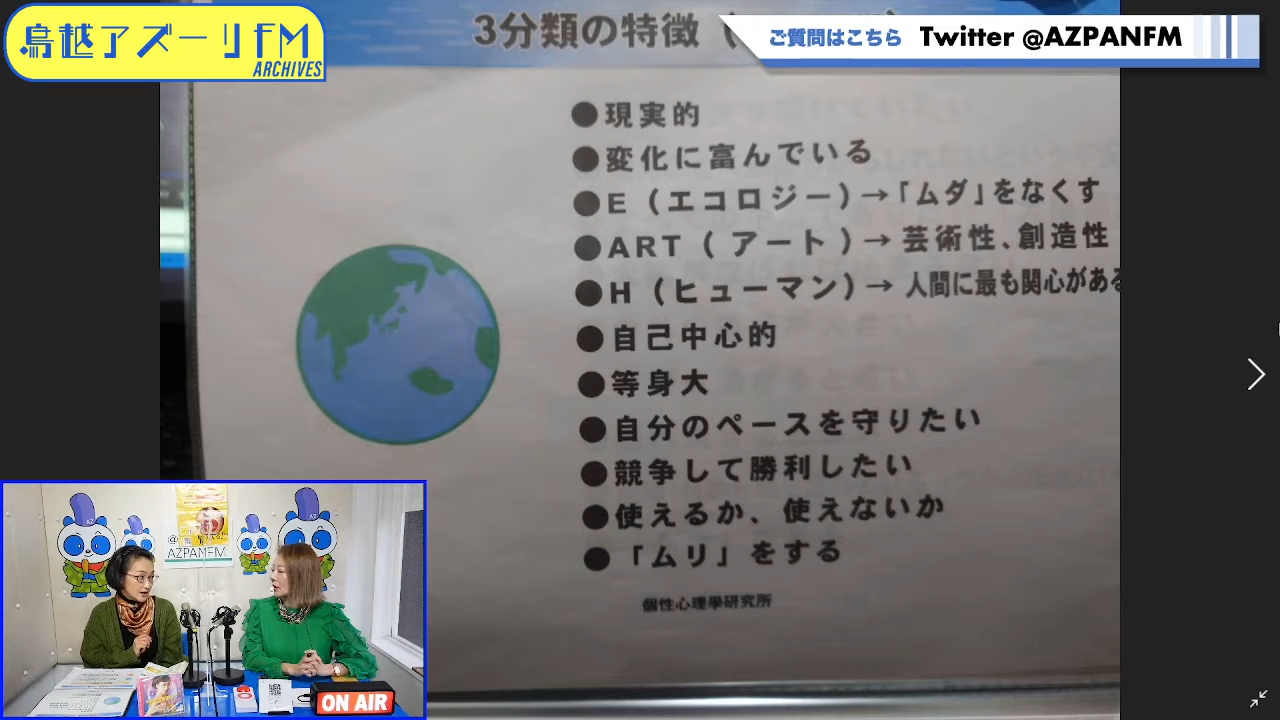 鳥越アズーリFM
ARCHIVES
3分類の特徴（
ご質問はこちら Twitter @AZPANFM
●現実的
●変化に富んでいる
●E（エコロジー）→「ムダ」をなくす
●ART（アート）→ 芸術性、創造性
●H（ヒューマン）→ 人間に最も関心がある
●自己中心的
●等身大
●自分のペースを守りたい
●競争して勝利したい
●使えるか、使えないか
●「ムリ」をする
個性心理學研究所
AZPANFM
ON AIR